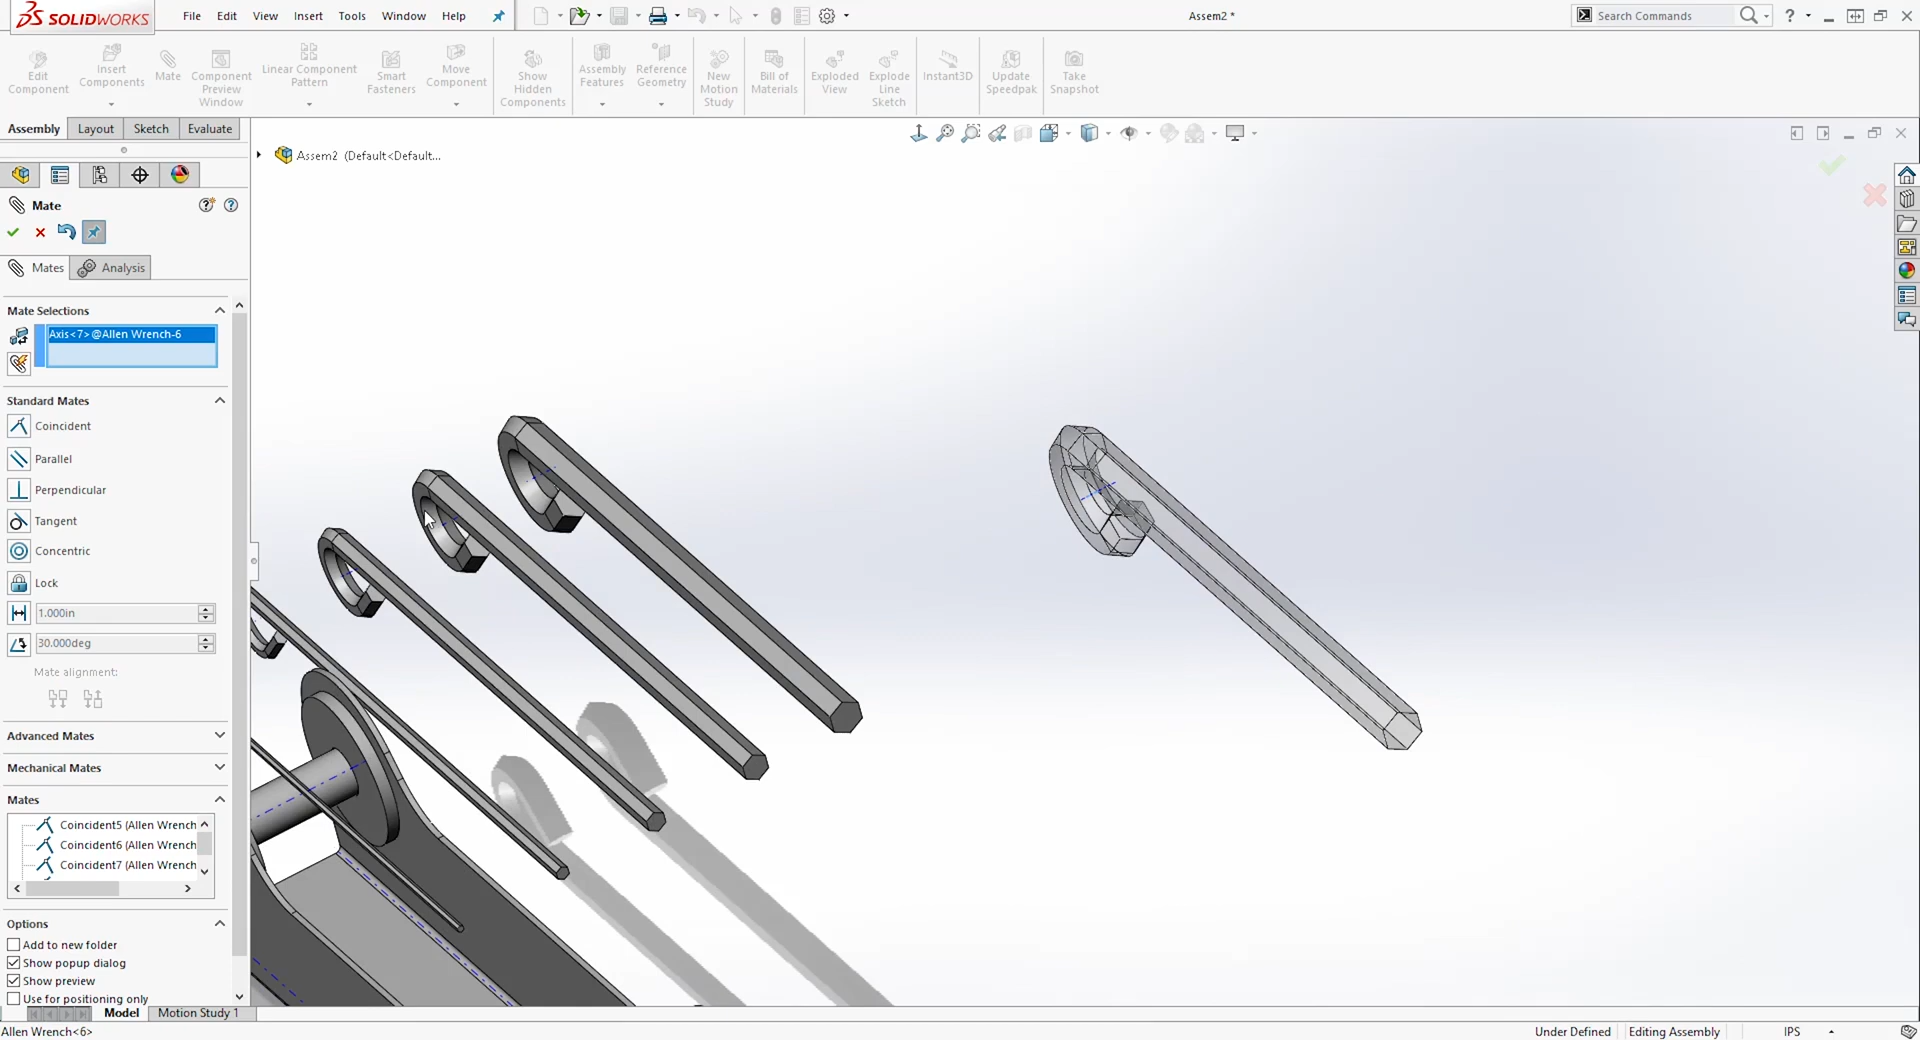 SOLIDWORKS
File Edit View Insert Tools Window Help
Assem2 *
Search Commands
Edit Component
Insert Components
Mate
Component Preview Window
Linear Component Pattern
Smart Fasteners
Move Component
Show Hidden Components
Assembly Features
Reference Geometry
New Motion Study
Bill of Materials
Exploded View
Explode Line Sketch
Instant3D
Update Speedpak
Take Snapshot
Assembly Layout Sketch Evaluate
Assem2 (Default<Default...
Mate
Mates Analysis
Mate Selections
Axis<7>@Allen Wrench-6
Standard Mates
Coincident
Parallel
Perpendicular
Tangent
Concentric
Lock
1.000in
30.000deg
Mate alignment:
Advanced Mates
Mechanical Mates
Mates
Coincident5 (Allen Wrench
Coincident6 (Allen Wrench
Coincident7 (Allen Wrench
Options
Add to new folder
Show popup dialog
Show preview
Use for positioning only
Model Motion Study 1
Allen Wrench<6>
Under Defined Editing Assembly IPS